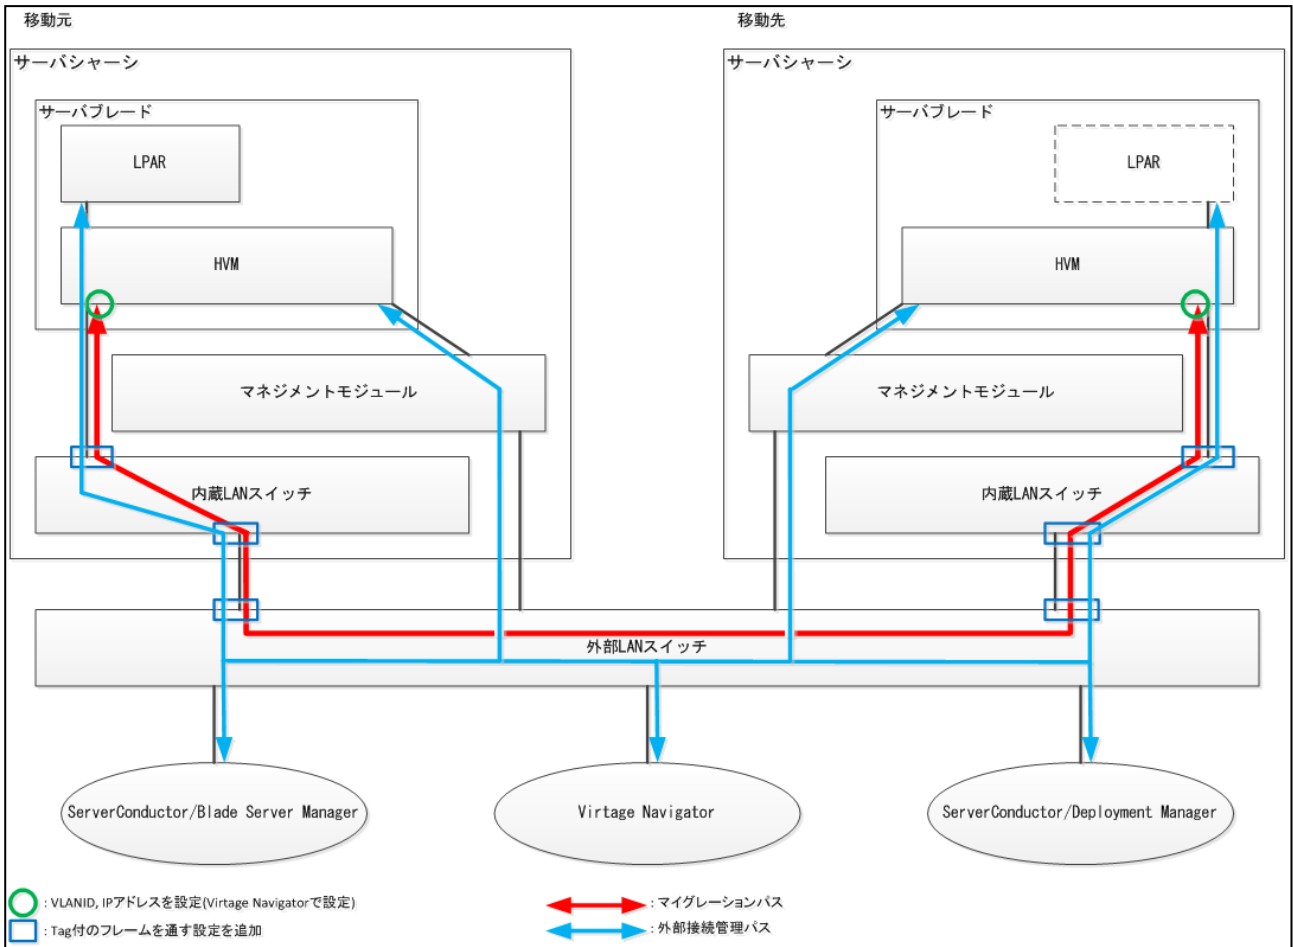 移動元
移動先
サーバシャーシ
サーバシャーシ
サーバブレード
サーバブレード
LPAR
LPAR
HVM
HVM
マネジメントモジュール
マネジメントモジュール
内蔵LANスイッチ
内蔵LANスイッチ
外部LANスイッチ
ServerConductor/Blade Server Manager
Virtage Navigator
ServerConductor/Deployment Manager
: VLANID, IPアドレスを設定(Virtage Navigatorで設定)
: マイグレーションパス
: Tag付のフレームを通す設定を追加
: 外部接続管理パス